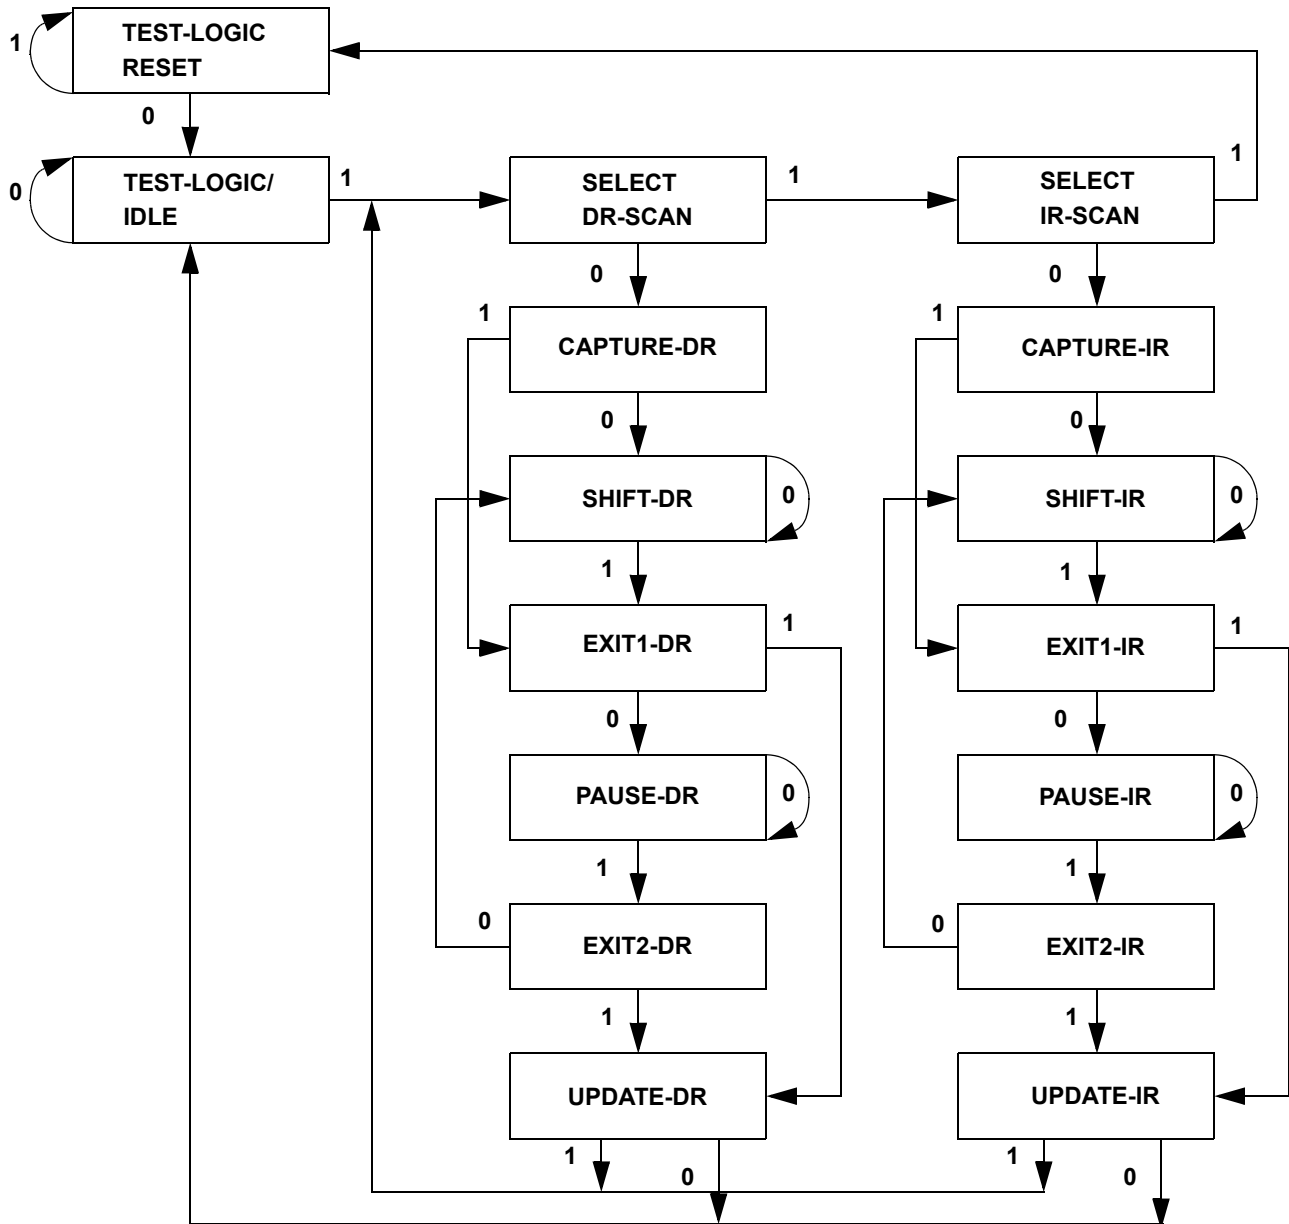 1
TEST-LOGIC
RESET
0
0
TEST-LOGIC/
IDLE
1
SELECT
DR-SCAN
1
SELECT
IR-SCAN
1
0
0
1
CAPTURE-DR
1
CAPTURE-IR
0
0
SHIFT-DR
0
SHIFT-IR
0
1
1
EXIT1-DR
1
EXIT1-IR
1
0
0
PAUSE-DR
0
PAUSE-IR
0
1
1
0
EXIT2-DR
0
EXIT2-IR
1
1
UPDATE-DR
UPDATE-IR
1
0
1
0